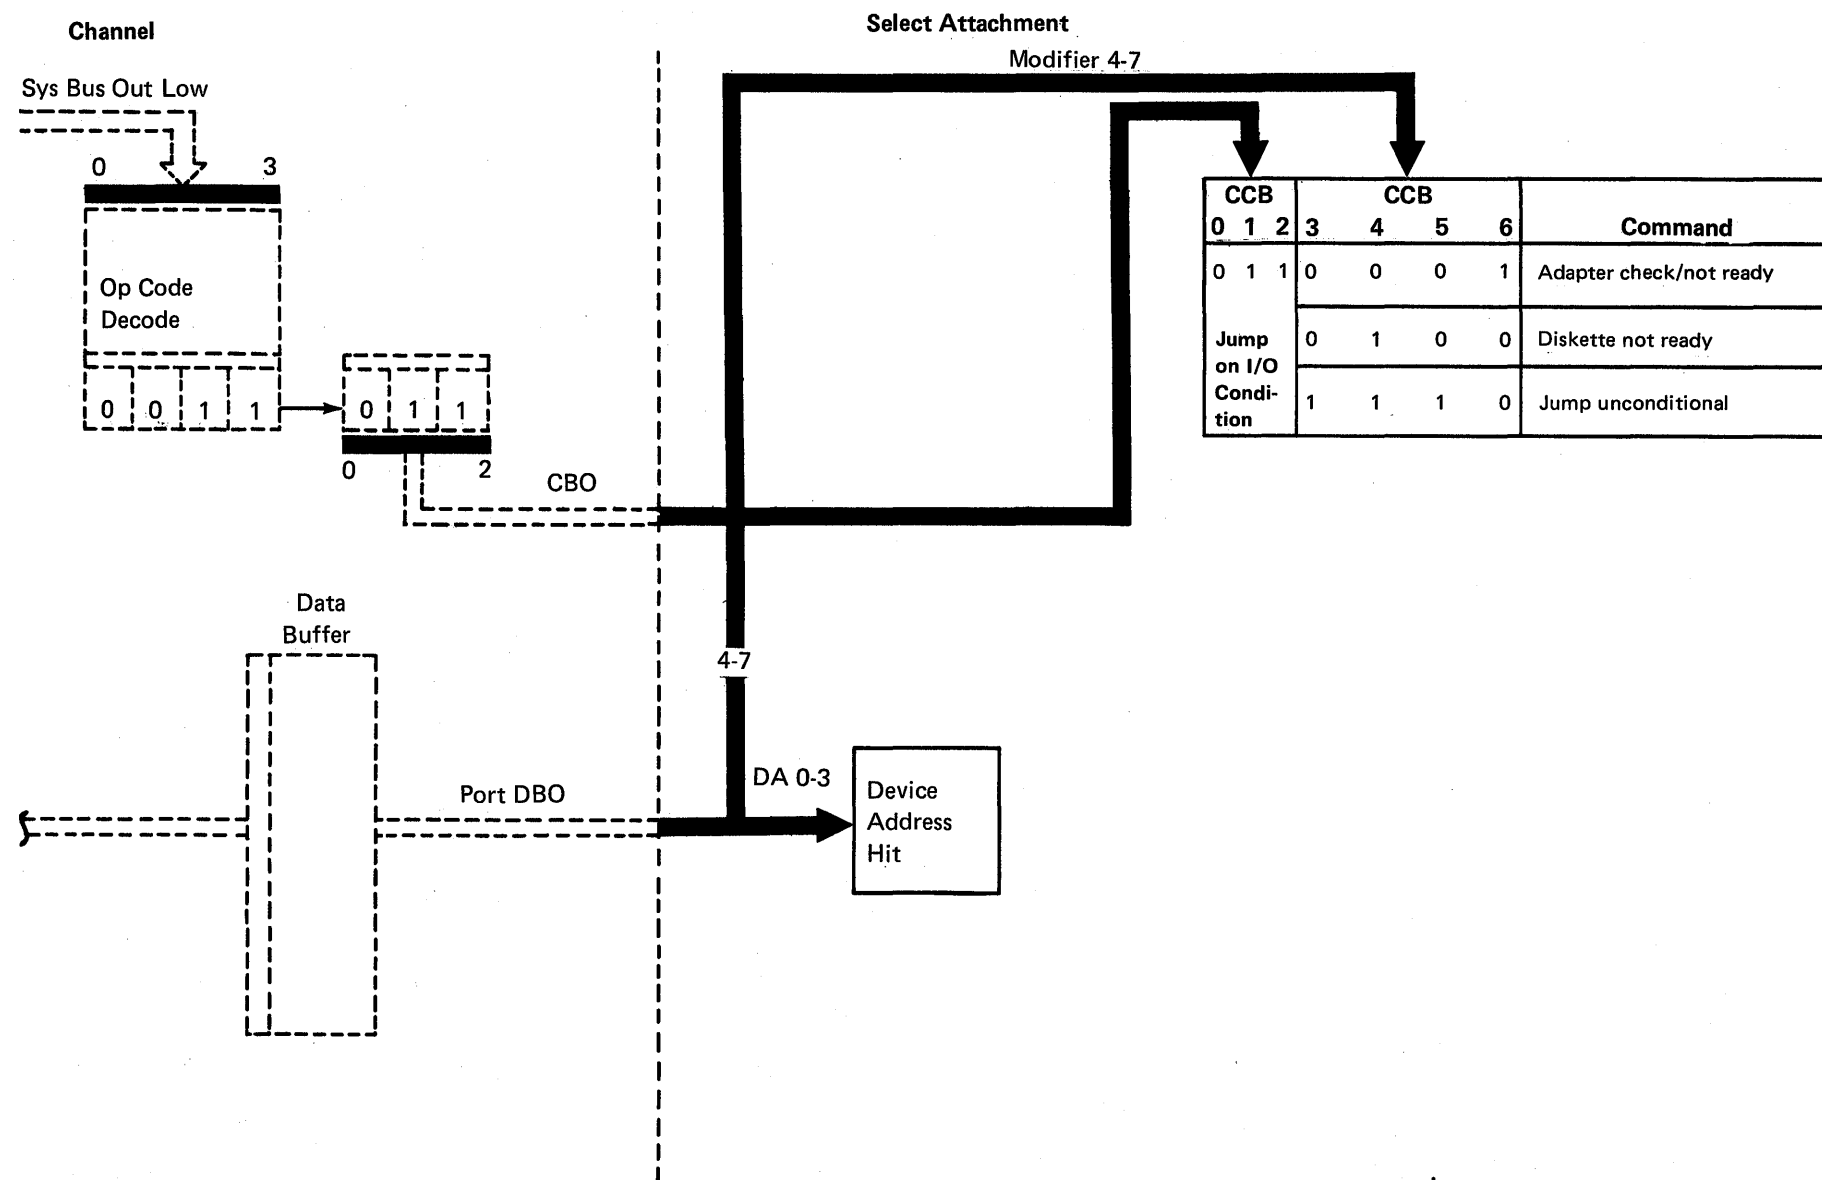 Channel
Select Attachment
Sys Bus Out Low
Modifier 4-7
0 3
Op Code
Decode
0 0 1 1
0 1 1
0 2
CBO
CCB CCB
0 1 2 3 4 5 6 Command
0 1 1 0 0 0 1 Adapter check/not ready
Jump
on I/O
Condi-
tion
0 1 0 0 Diskette not ready
1 1 1 0 Jump unconditional
Data
Buffer
4-7
Port DBO
DA 0-3
Device
Address
Hit